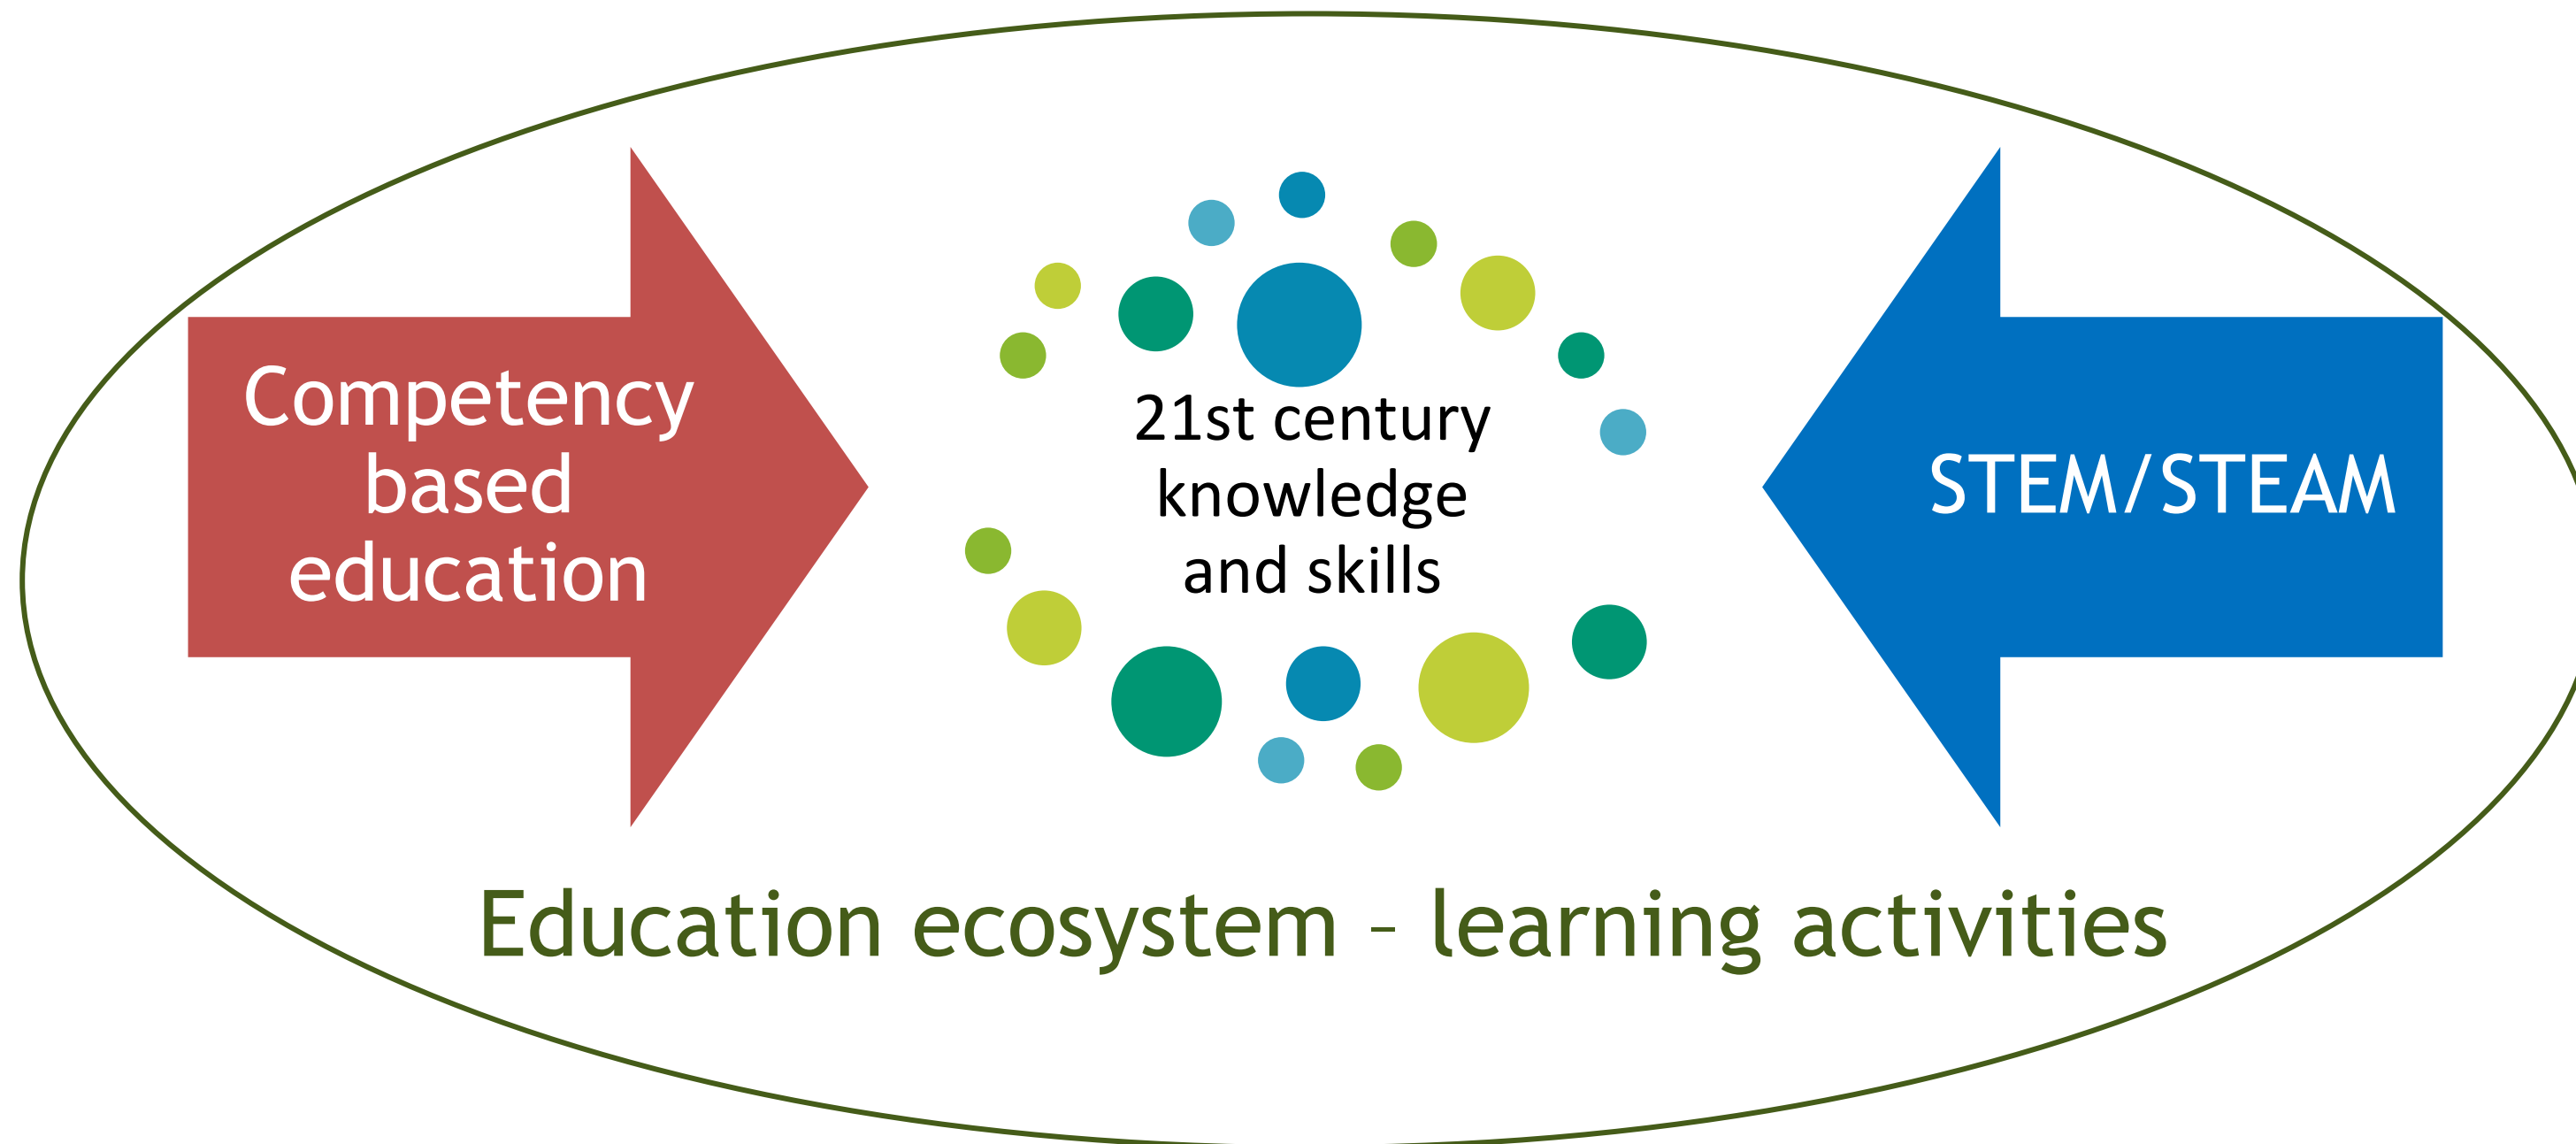 Competency
based
education
21st century
knowledge
and skills
STEM/STEAM
Education ecosystem – learning activities